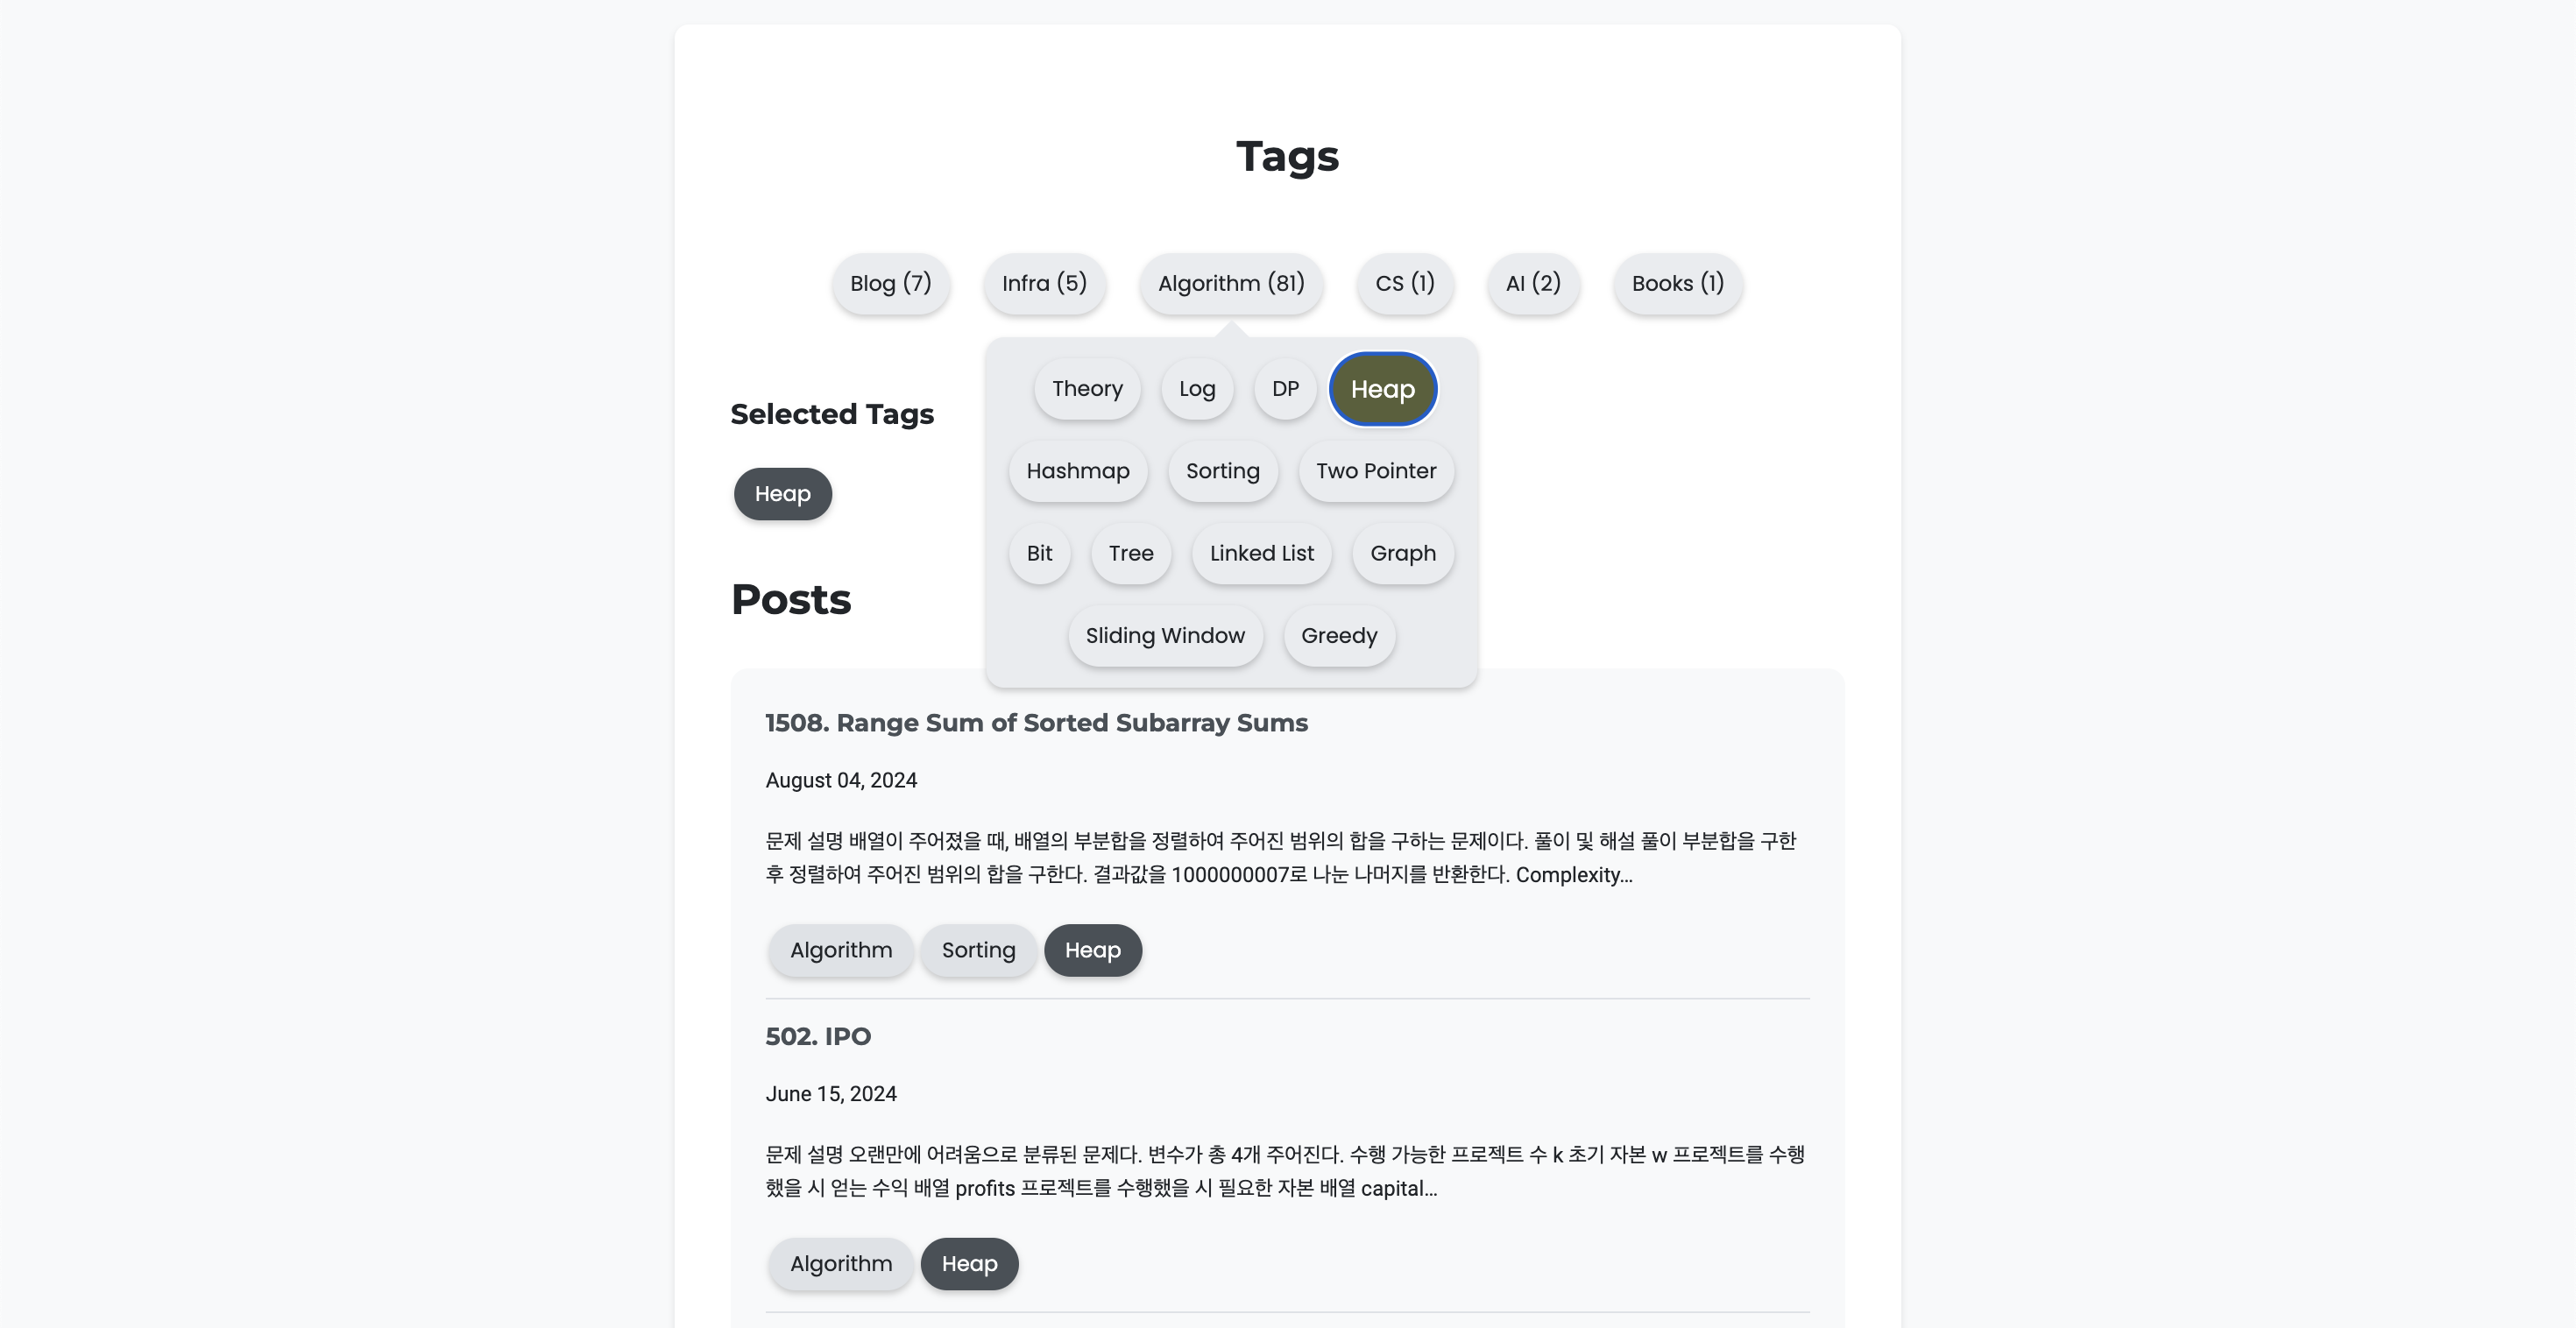 Tags
Blog (7)
Infra (5)
Algorithm (81)
CS (1)
AI (2)
Books (1)
Theory
Log
DP
Heap
Hashmap
Sorting
Two Pointer
Bit
Tree
Linked List
Graph
Sliding Window
Greedy
Selected Tags
Heap
Posts
1508. Range Sum of Sorted Subarray Sums
August 04, 2024
문제 설명 배열이 주어졌을 때, 배열의 부분합을 정렬하여 주어진 범위의 합을 구하는 문제이다. 풀이 및 해설 풀이 부분합을 구한
후 정렬하여 주어진 범위의 합을 구한다. 결과값을 1000000007로 나눈 나머지를 반환한다. Complexity…
Algorithm
Sorting
Heap
502. IPO
June 15, 2024
문제 설명 오랜만에 어려움으로 분류된 문제다. 변수가 총 4개 주어진다. 수행 가능한 프로젝트 수 k 초기 자본 w 프로젝트를 수행
했을 시 얻는 수익 배열 profits 프로젝트를 수행했을 시 필요한 자본 배열 capital…
Algorithm
Heap